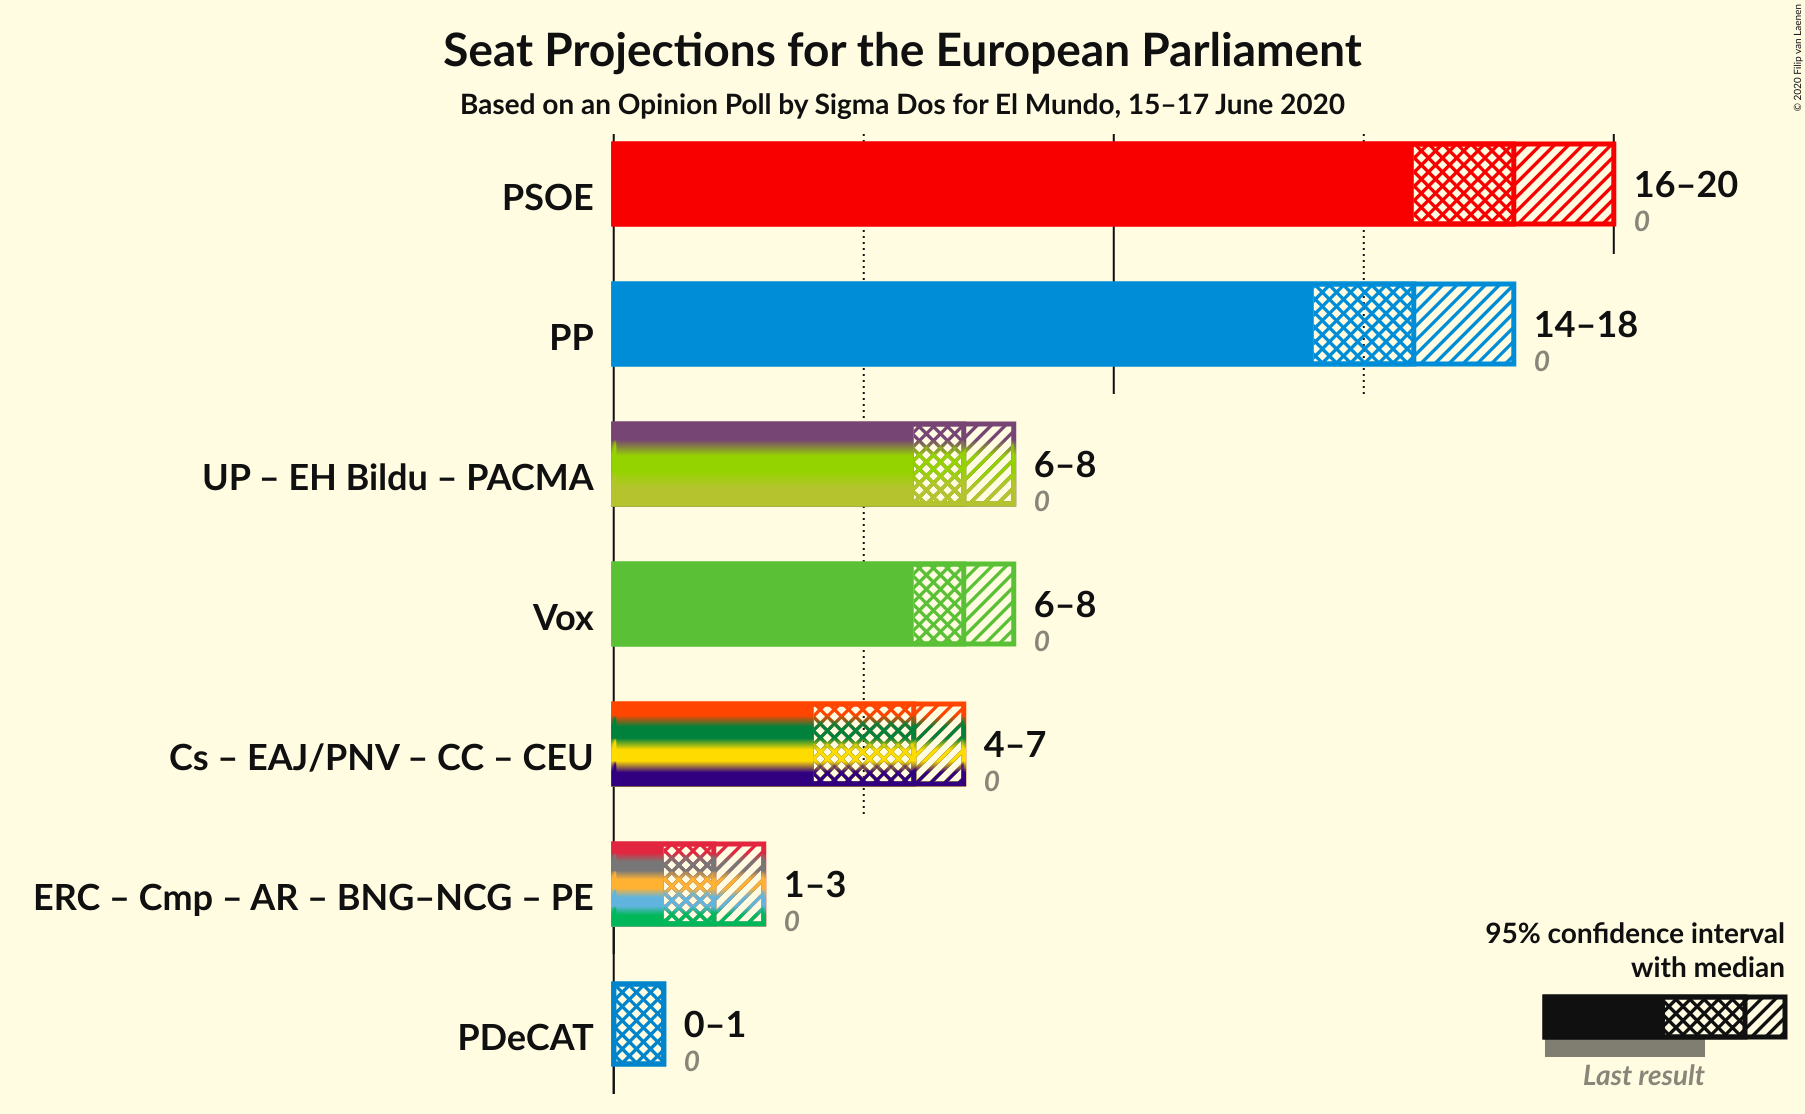 Seat Projections for the European Parliament
Based on an Opinion Poll by Sigma Dos for El Mundo, 15–17 June 2020
© 2020 Filip van Laenen
PSOE
16–20
0
PP
14–18
0
UP – EH Bildu – PACMA
6–8
0
Vox
6–8
0
Cs – EAJ/PNV – CC – CEU
4–7
0
ERC – Cmp – AR – BNG–NCG – PE
1–3
0
PDeCAT
0–1
0
95% confidence interval
with median
Last result